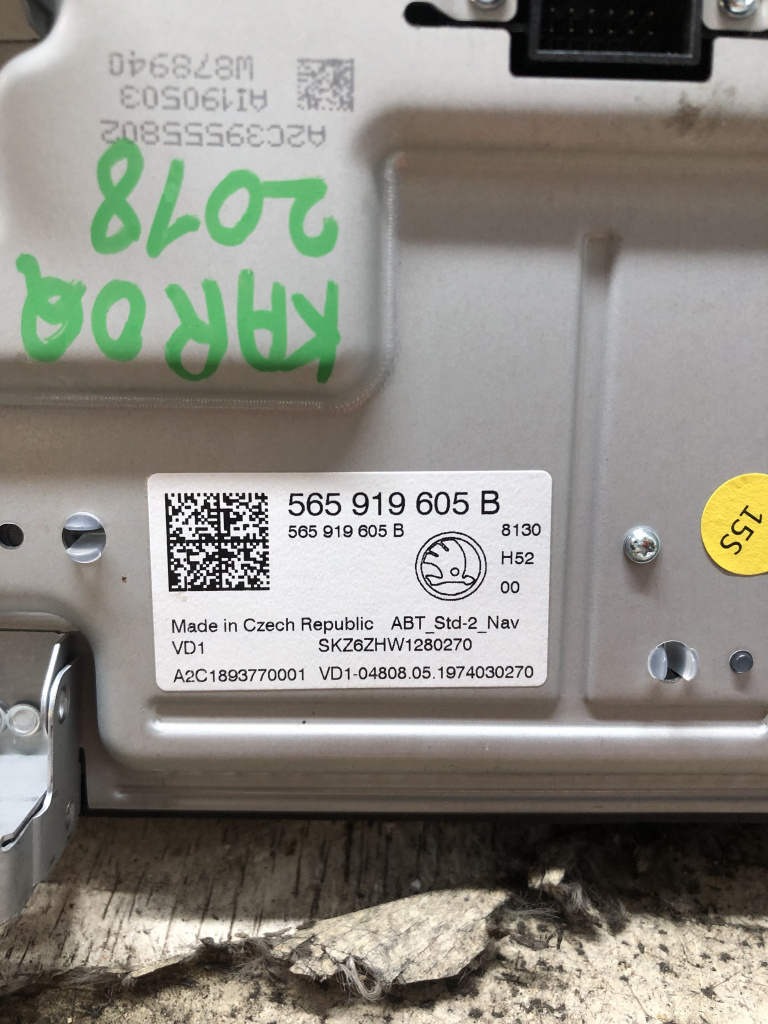 W878940
AI190503
A2C39555802
KAROQ
2018
565 919 605 B
565 919 605 B
8130
H52
00
Made in Czech Republic ABT_Std-2_Nav
VD1 SKZ6ZHW1280270
A2C1893770001 VD1-04808.05.1974030270
15S